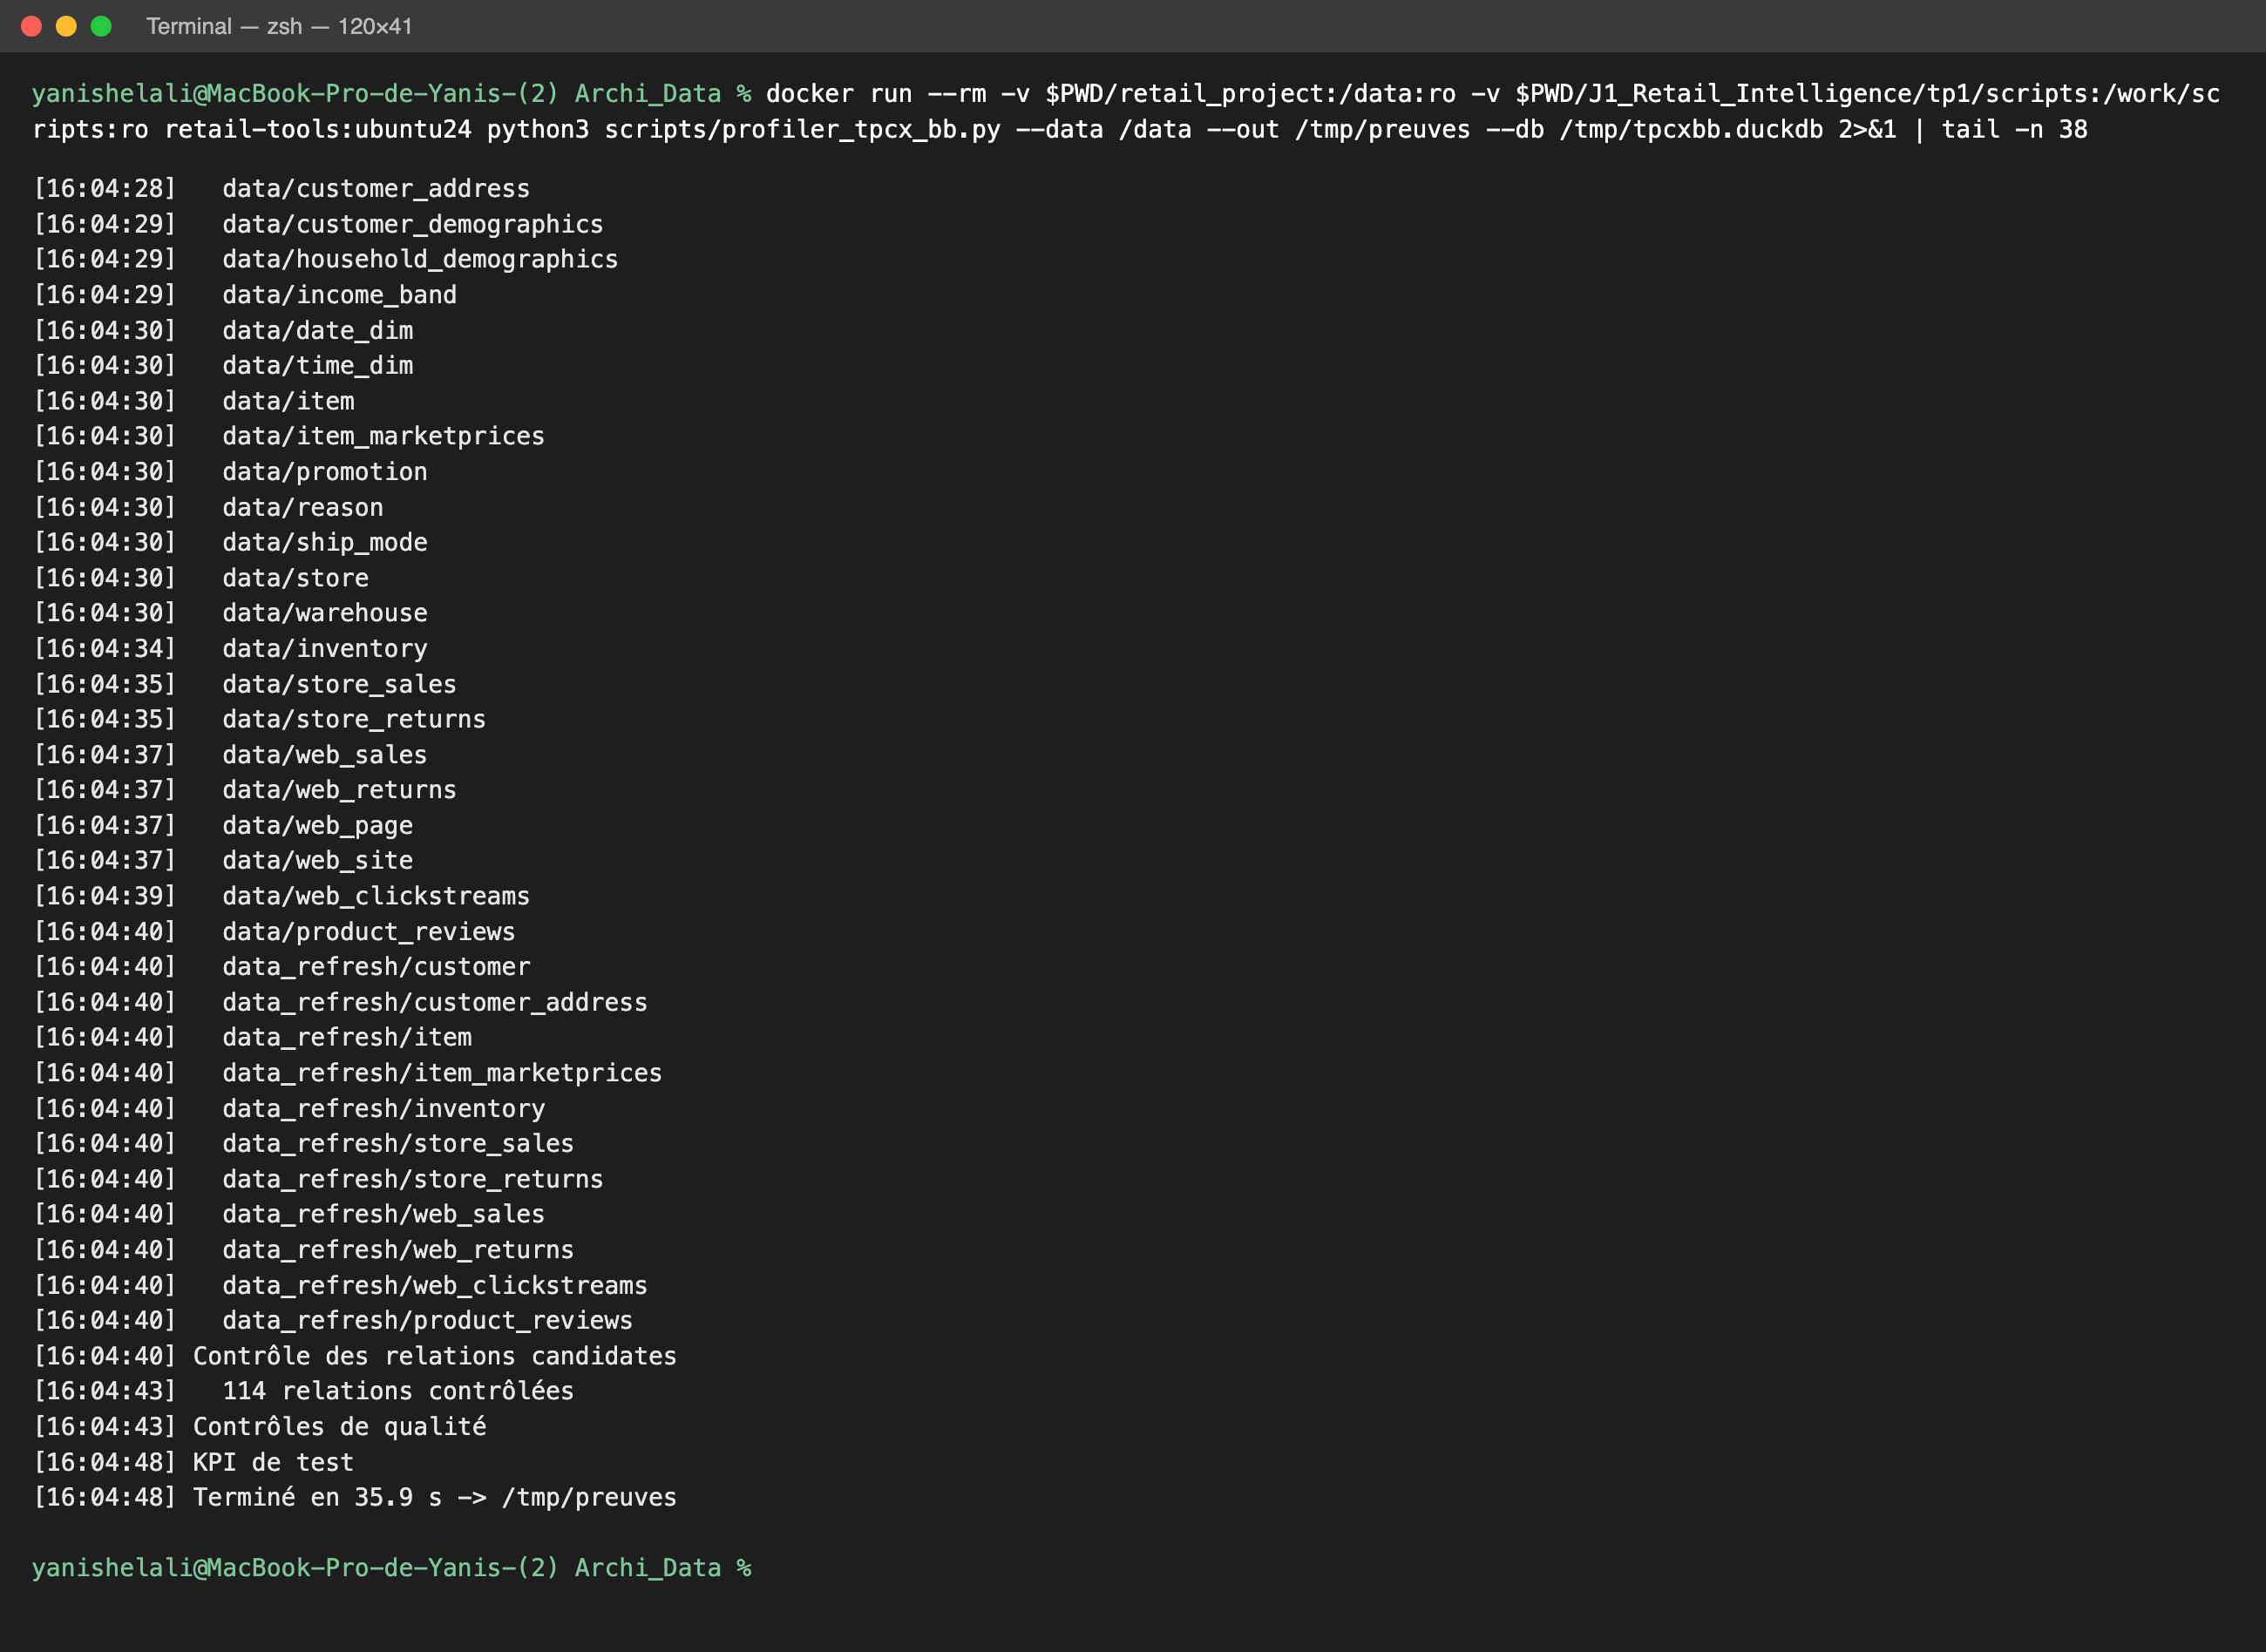 Terminal — zsh — 120×41
yanishelali@MacBook-Pro-de-Yanis-(2) Archi_Data % docker run --rm -v $PWD/retail_project:/data:ro -v $PWD/J1_Retail_Intelligence/tp1/scripts:/work/sc
ripts:ro retail-tools:ubuntu24 python3 scripts/profiler_tpcx_bb.py --data /data --out /tmp/preuves --db /tmp/tpcxbb.duckdb 2>&1 | tail -n 38
[16:04:28]   data/customer_address
[16:04:29]   data/customer_demographics
[16:04:29]   data/household_demographics
[16:04:29]   data/income_band
[16:04:30]   data/date_dim
[16:04:30]   data/time_dim
[16:04:30]   data/item
[16:04:30]   data/item_marketprices
[16:04:30]   data/promotion
[16:04:30]   data/reason
[16:04:30]   data/ship_mode
[16:04:30]   data/store
[16:04:30]   data/warehouse
[16:04:34]   data/inventory
[16:04:35]   data/store_sales
[16:04:35]   data/store_returns
[16:04:37]   data/web_sales
[16:04:37]   data/web_returns
[16:04:37]   data/web_page
[16:04:37]   data/web_site
[16:04:39]   data/web_clickstreams
[16:04:40]   data/product_reviews
[16:04:40]   data_refresh/customer
[16:04:40]   data_refresh/customer_address
[16:04:40]   data_refresh/item
[16:04:40]   data_refresh/item_marketprices
[16:04:40]   data_refresh/inventory
[16:04:40]   data_refresh/store_sales
[16:04:40]   data_refresh/store_returns
[16:04:40]   data_refresh/web_sales
[16:04:40]   data_refresh/web_returns
[16:04:40]   data_refresh/web_clickstreams
[16:04:40]   data_refresh/product_reviews
[16:04:40] Contrôle des relations candidates
[16:04:43]   114 relations contrôlées
[16:04:43] Contrôles de qualité
[16:04:48] KPI de test
[16:04:48] Terminé en 35.9 s -> /tmp/preuves
yanishelali@MacBook-Pro-de-Yanis-(2) Archi_Data %